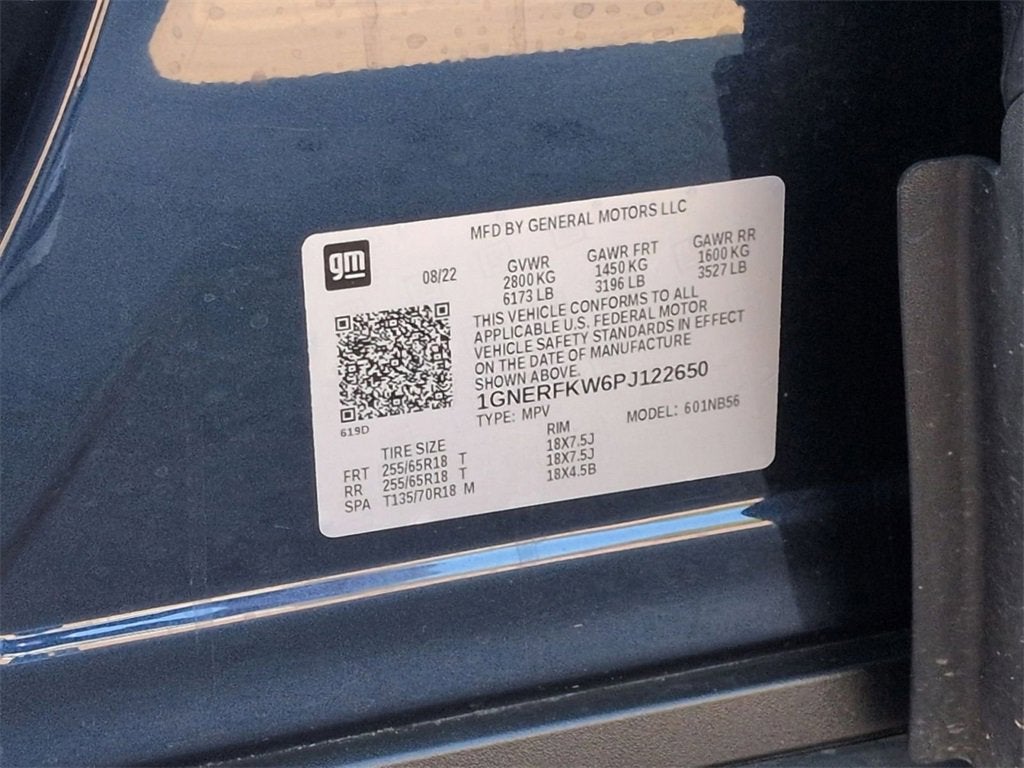 MFD BY GENERAL MOTORS LLC
gm
08/22
GVWR GAWR FRT GAWR RR
2800 KG 1450 KG 1600 KG
6173 LB 3196 LB 3527 LB
THIS VEHICLE CONFORMS TO ALL
APPLICABLE U.S. FEDERAL MOTOR
VEHICLE SAFETY STANDARDS IN EFFECT
ON THE DATE OF MANUFACTURE
SHOWN ABOVE.
1GNERFKW6PJ122650
TYPE: MPV MODEL: 601NB56
619D
TIRE SIZE RIM
FRT 255/65R18 T 18X7.5J
RR 255/65R18 T 18X7.5J
SPA T135/70R18 M 18X4.5B